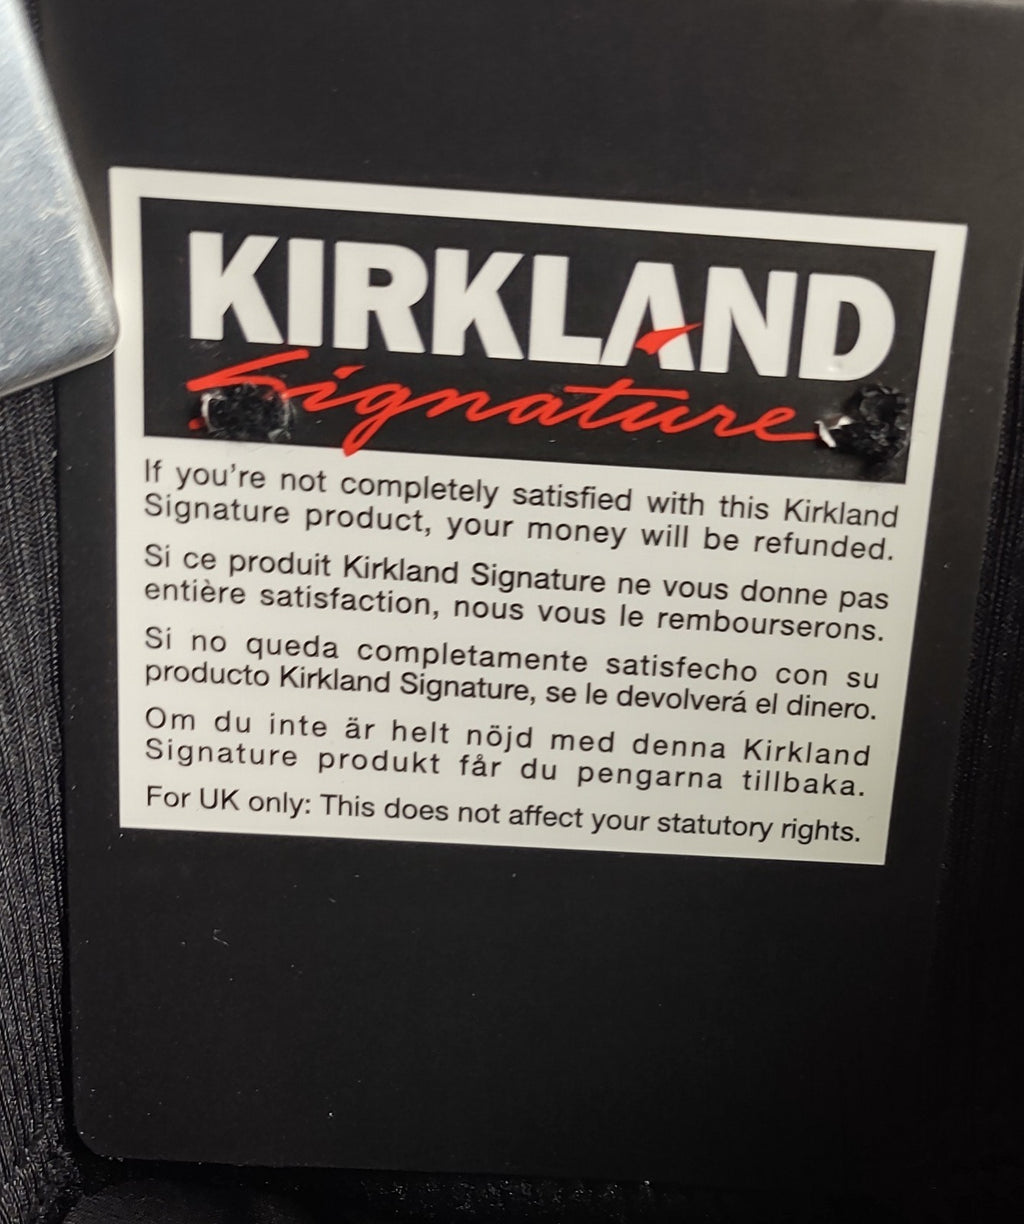 KIRKLAND
Signature
If you're not completely satisfied with this Kirkland
Signature product, your money will be refunded.
Si ce produit Kirkland Signature ne vous donne pas
entière satisfaction, nous vous le rembourserons.
Si no queda completamente satisfecho con su
producto Kirkland Signature, se le devolverá el dinero.
Om du inte är helt nöjd med denna Kirkland
Signature produkt får du pengarna tillbaka.
For UK only: This does not affect your statutory rights.